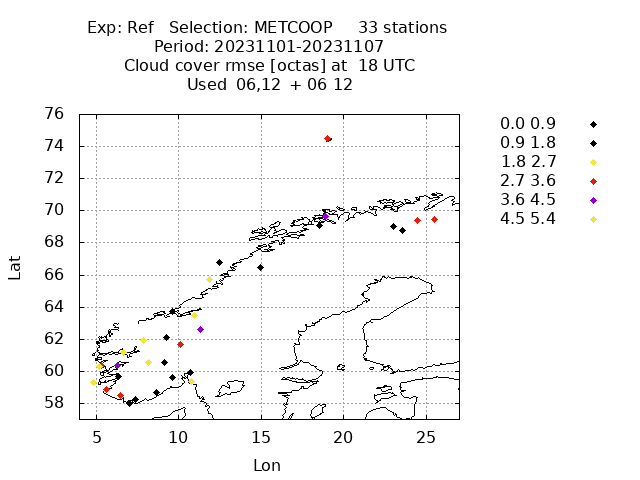 Exp: Ref Selection: METCOOP 33 stations
Period: 20231101-20231107
Cloud cover rmse [octas] at 18 UTC
Used 06,12 + 06 12
76
74
72
70
68
66
64
62
60
58
Lat
5 10 15 20 25
Lon
0.0 0.9
0.9 1.8
1.8 2.7
2.7 3.6
3.6 4.5
4.5 5.4